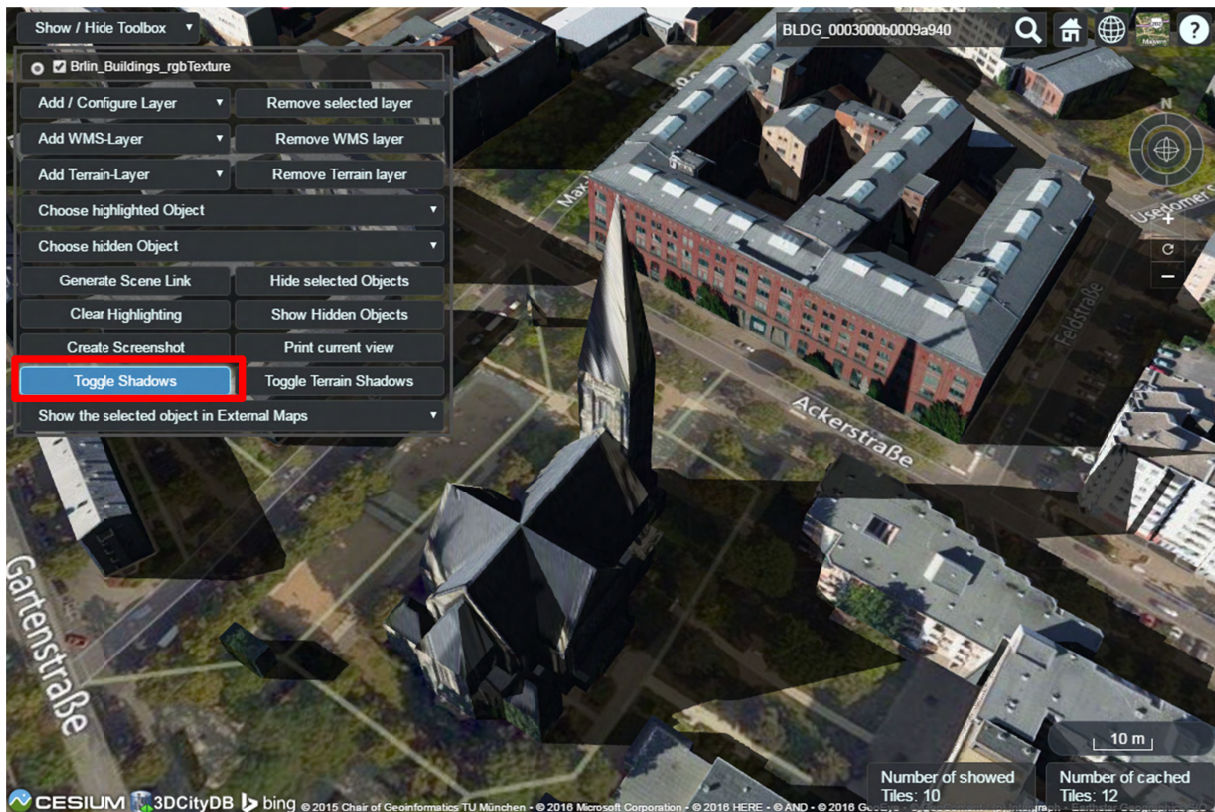 Show / Hide Toolbox
BLDG_0003000b0009a940
?
Brlin_Buildings_rgbTexture
Add / Configure Layer
Remove selected layer
Add WMS-Layer
Remove WMS layer
Add Terrain-Layer
Remove Terrain layer
Choose highlighted Object
Choose hidden Object
Generate Scene Link
Hide selected Objects
Clear Highlighting
Show Hidden Objects
Create Screenshot
Print current view
Toggle Shadows
Toggle Terrain Shadows
Show the selected object in External Maps
N
Usedomer
Feldstraße
Ackerstraße
Gartenstraße
10 m
Number of showed
Tiles: 10
Number of cached
Tiles: 12
CESIUM 3DCityDB bing © 2015 Chair of Geoinformatics TU München • © 2016 Microsoft Corporation • © 2016 HERE • © AND • © 2016